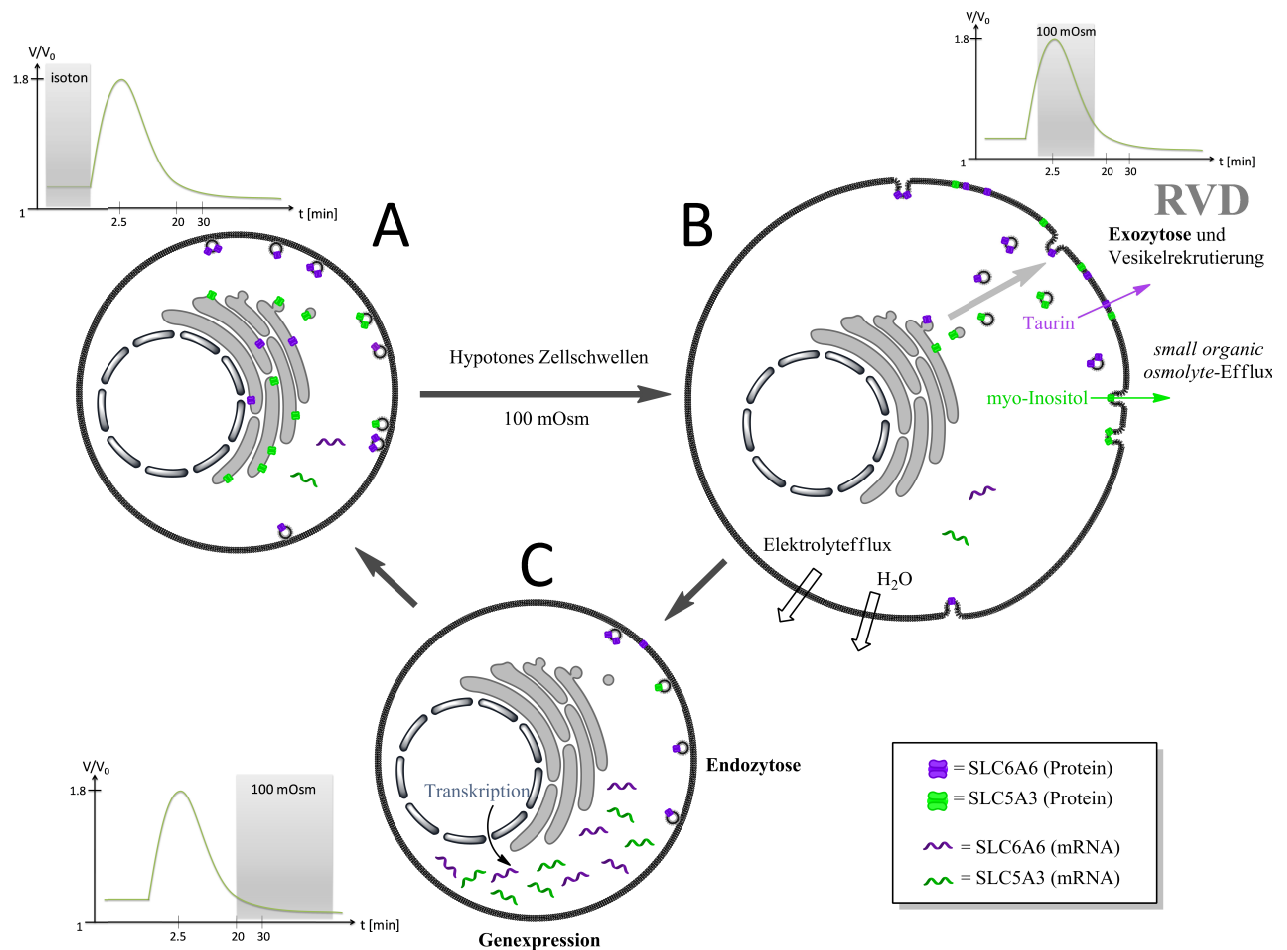 V/V₀
1.8
isoton
1
2.5
20
30
t [min]
A
V/V₀
1.8
100 mOsm
1
2.5
20
30
t [min]
B
RVD
Exozytose und
Vesikelrekrutierung
Taurin
small organic
osmolyte-Efflux
myo-Inositol
Hypotones Zellschwellen
100 mOsm
Elektrolytefflux
H₂O
C
Endozytose
Transkription
Genexpression
V/V₀
1.8
100 mOsm
1
2.5
20
30
t [min]
= SLC6A6 (Protein)
= SLC5A3 (Protein)
= SLC6A6 (mRNA)
= SLC5A3 (mRNA)